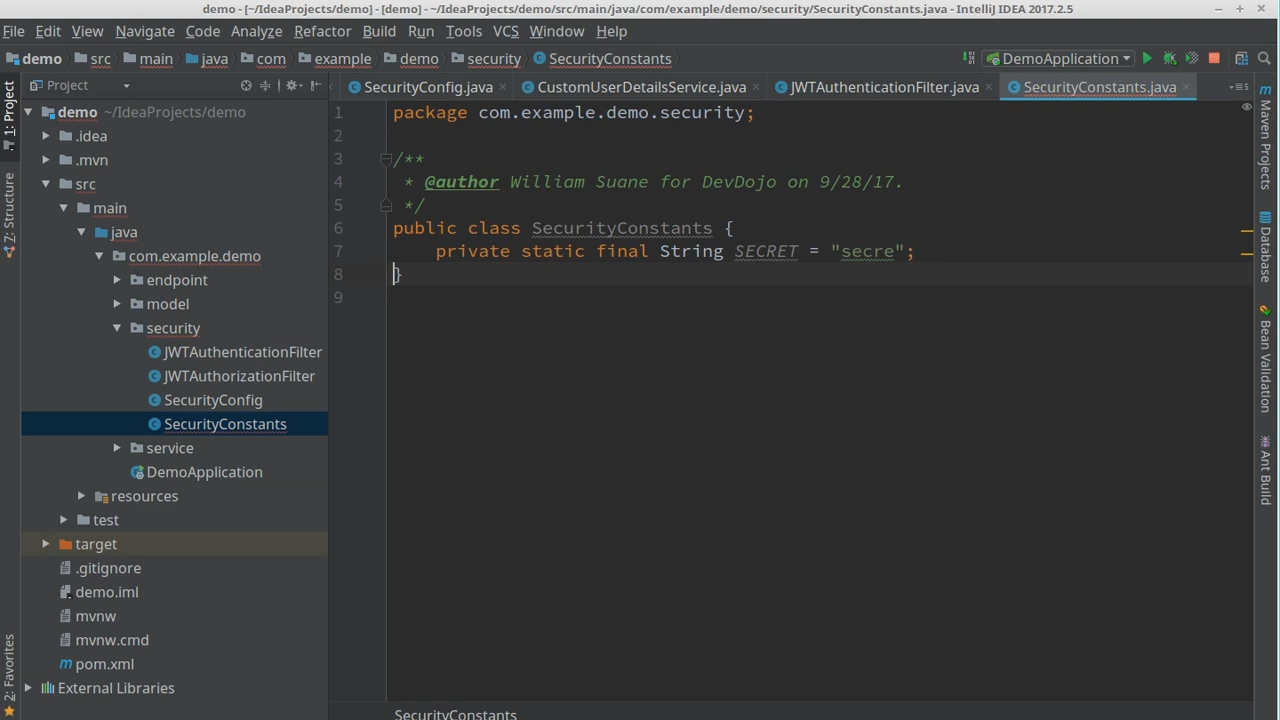 demo - [~/IdeaProjects/demo] - [demo] - ~/IdeaProjects/demo/src/main/java/com/example/demo/security/SecurityConstants.java - IntelliJ IDEA 2017.2.5
File Edit View Navigate Code Analyze Refactor Build Run Tools VCS Window Help
demo src main java com example demo security SecurityConstants DemoApplication
Project
SecurityConfig.java CustomUserDetailsService.java JWTAuthenticationFilter.java SecurityConstants.java
demo ~/IdeaProjects/demo
.idea
.mvn
src
main
java
com.example.demo
endpoint
model
security
JWTAuthenticationFilter
JWTAuthorizationFilter
SecurityConfig
SecurityConstants
service
DemoApplication
resources
test
target
.gitignore
demo.iml
mvnw
mvnw.cmd
pom.xml
External Libraries
1 package com.example.demo.security;
2
3 /**
4 * @author William Suane for DevDojo on 9/28/17.
5 */
6 public class SecurityConstants {
7 private static final String SECRET = "secre";
8 }
9
SecurityConstants
1: Project
7: Structure
2: Favorites
Maven Projects
Database
Bean Validation
Ant Build